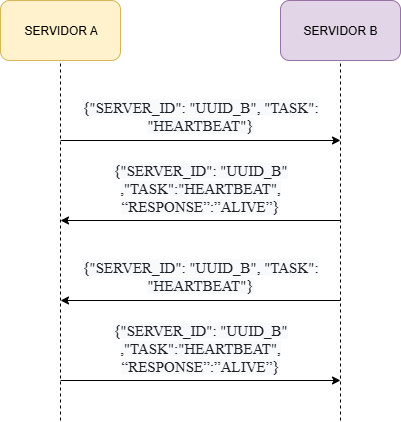 SERVIDOR A
SERVIDOR B
{"SERVER_ID": "UUID_B", "TASK":
"HEARTBEAT"}
{"SERVER_ID": "UUID_B"
,"TASK":"HEARTBEAT",
“RESPONSE”:”ALIVE”}
{"SERVER_ID": "UUID_B", "TASK":
"HEARTBEAT"}
{"SERVER_ID": "UUID_B"
,"TASK":"HEARTBEAT",
“RESPONSE”:”ALIVE”}